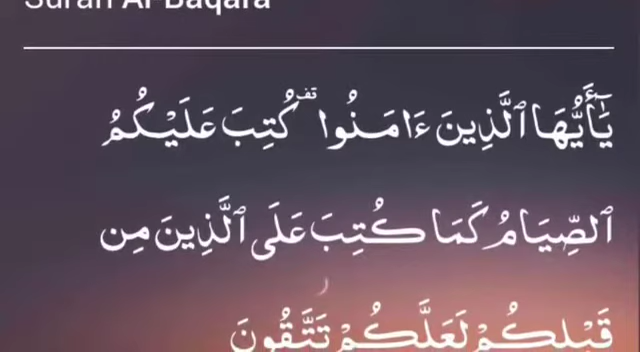 Surah Al-Baqara
يَٰٓأَيُّهَا ٱلَّذِينَ ءَامَنُوا۟ كُتِبَ عَلَيْكُمُ
ٱلصِّيَامُ كَمَا كُتِبَ عَلَى ٱلَّذِينَ مِن
قَبْلِكُمْ لَعَلَّكُمْ تَتَّقُونَ